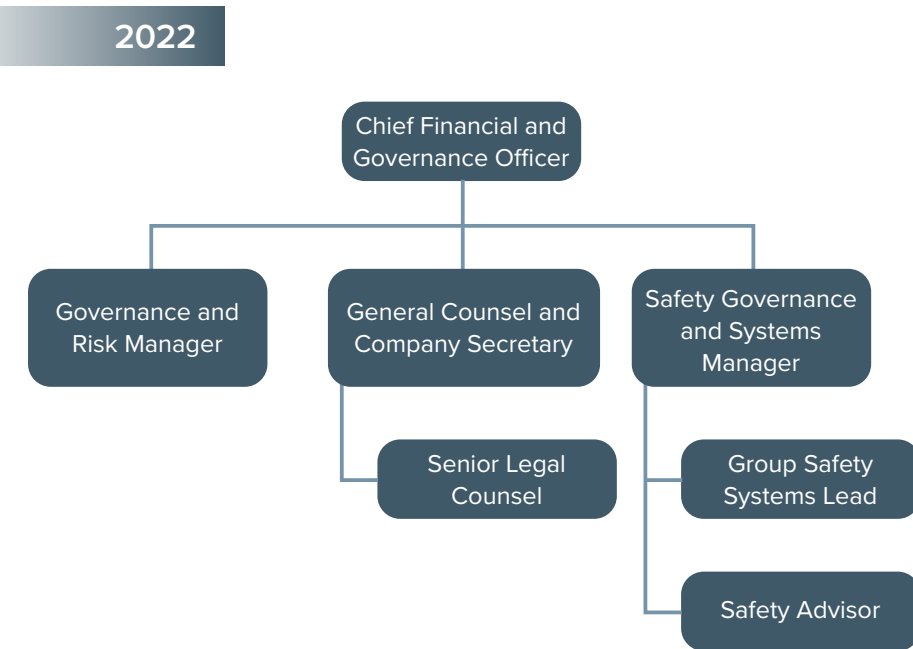 2022
Chief Financial and
Governance Officer
Governance and
Risk Manager
General Counsel and
Company Secretary
Safety Governance
and Systems
Manager
Senior Legal
Counsel
Group Safety
Systems Lead
Safety Advisor